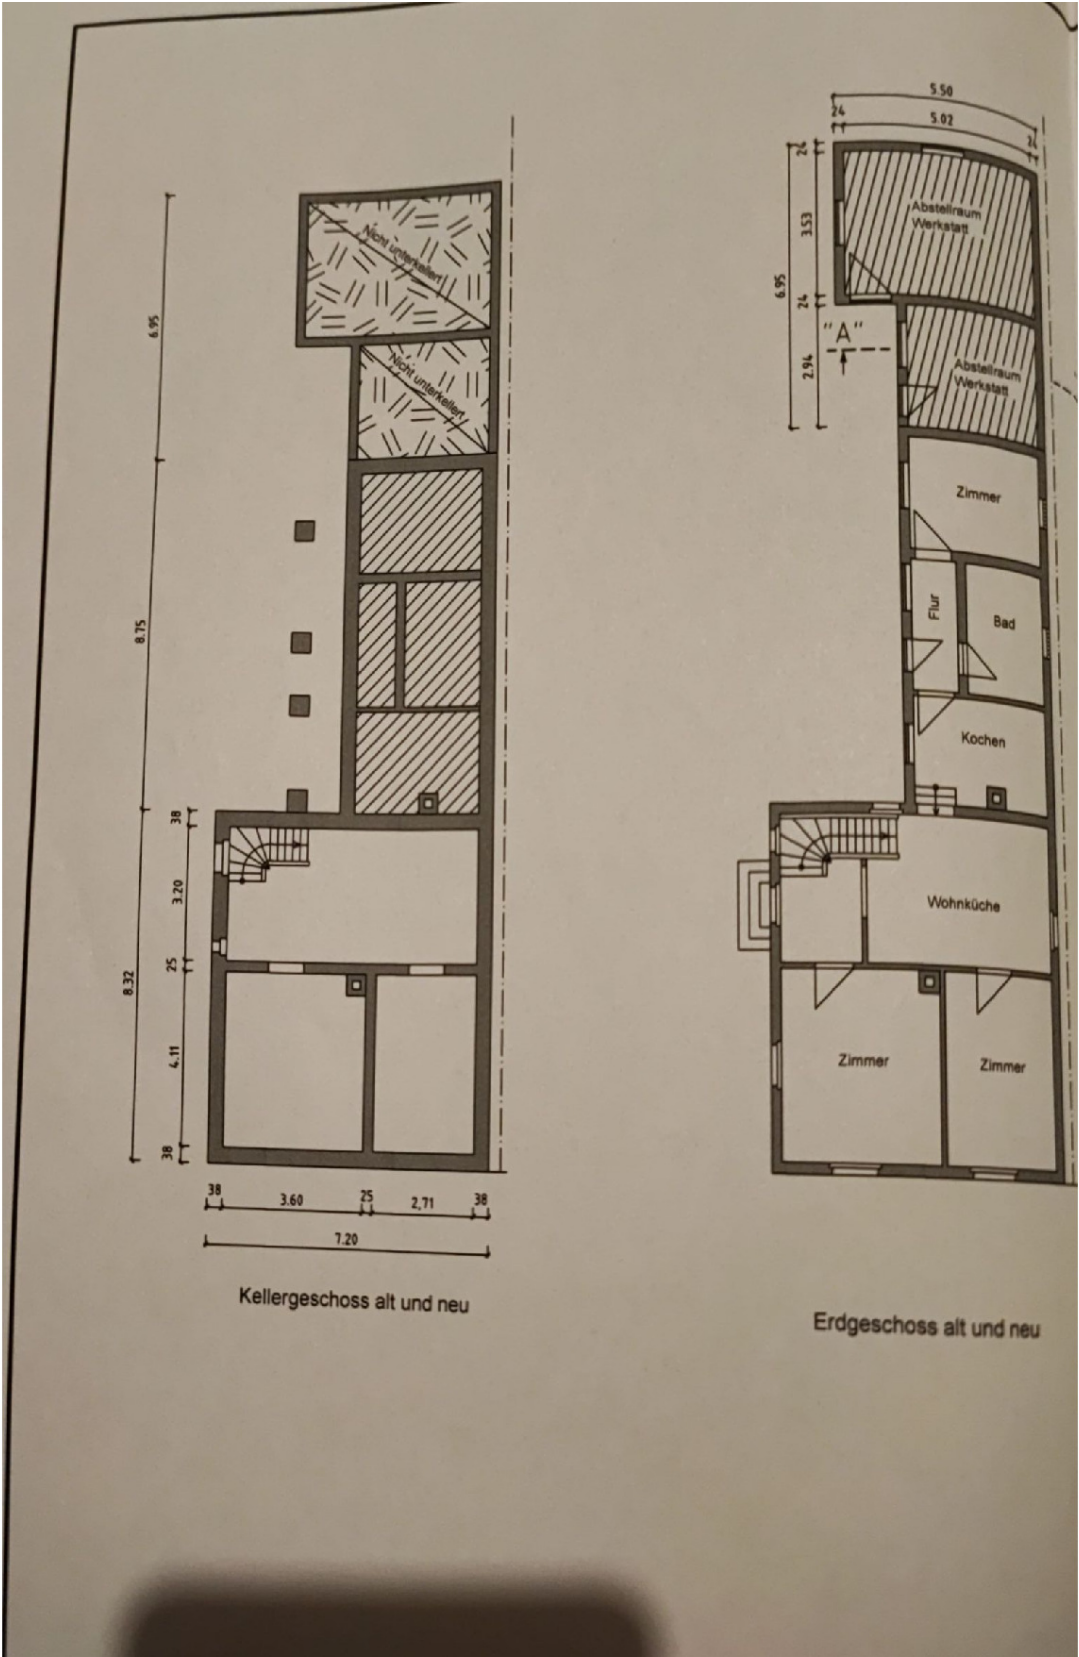 6.95
8.75
8.32
38
3.20
25
4.11
38
38
3.60
25
2,71
38
7.20
Nicht unterkellert
Nicht unterkellert
Kellergeschoss alt und neu
5.50
24
5.02
24
24
3.53
6.95
24
2.94
"A"
Abstellraum
Werkstatt
Abstellraum
Werkstatt
Zimmer
Flur
Bad
Kochen
Wohnküche
Zimmer
Zimmer
Erdgeschoss alt und neu